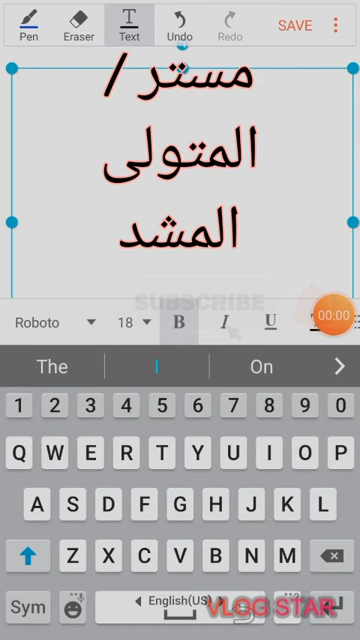 Pen Eraser Text Undo Redo SAVE
مستر /
المتولى
المشد
SUBSCRIBE
Roboto 18 B I U
00:00
The I On
1 2 3 4 5 6 7 8 9 0
Q W E R T Y U I O P
A S D F G H J K L
Z X C V B N M
Sym English(US) .?
VLOG STAR